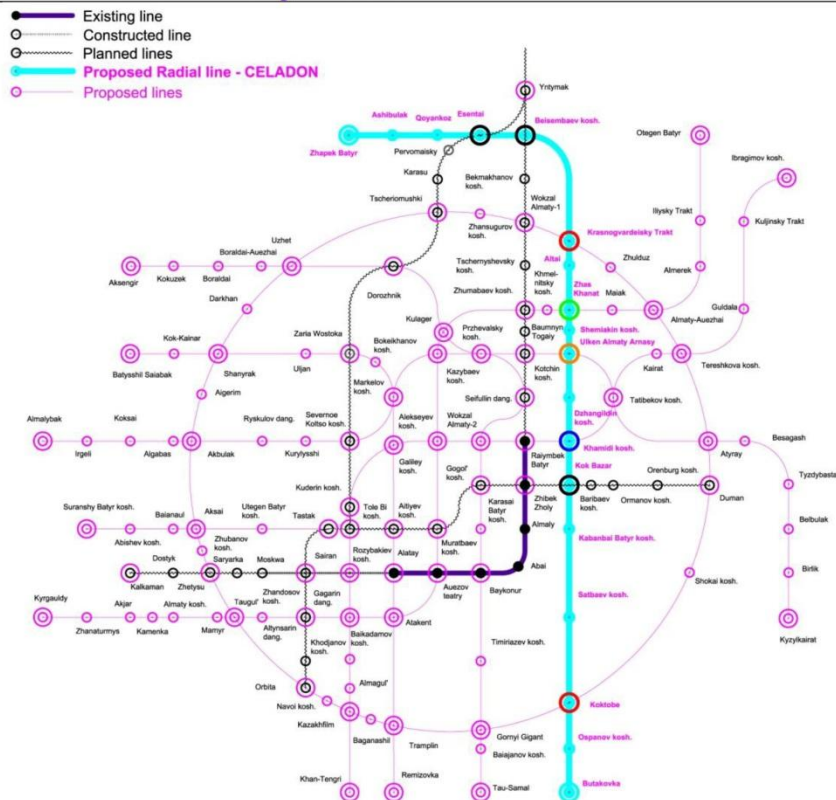 Existing line
Constructed line
Planned lines
Proposed Radial line - CELADON
Proposed lines
Yntymak
Ashibulak
Qoyankoz
Esentai
Beisembaev kosh.
Zhapek Batyr
Pervomaisky
Otegen Batyr
Ibragimov kosh.
Karasu
Bekmakhanov
kosh.
Tscheriomushki
Wokzal
Almaty-1
Zhansugurov
kosh.
Iliysky Trakt
Kuljinsky Trakt
Krasnogvardeisky Trakt
Uzhet
Boraldai-Auezhai
Aksengir
Kokuzek
Boraldai
Darkhan
Dorozhnik
Tschernyshevsky
kosh.
Altai
Khmel-
nitsky
kosh.
Zhulduz
Almerek
Zhumabaev kosh.
Zhas
Khanat
Maiak
Almaty-Auezhai
Guldala
Kulager
Zaria Wostoka
Bokeikhanov
kosh.
Przhevalsky
kosh.
Baumnyn
Togaiy
Shemiakin kosh.
Ulken Almaty Arnasy
Kok-Kainar
Batysshil Saiabak
Shanyrak
Uljan
Markelov
kosh.
Kazybaev
kosh.
Kotchin
kosh.
Kairat
Tereshkova kosh.
Aigerim
Seifullin dang.
Tatibekov kosh.
Almalybak
Koksai
Ryskulov dang.
Severnoe
Koltso kosh.
Alekseyev
kosh.
Wokzal
Almaty-2
Dzhangildin
kosh.
Irgeli
Algabas
Akbulak
Kurylysshi
Galiley
kosh.
Gogol'
kosh.
Raiymbek
Batyr
Khamidi kosh.
Atyray
Besagash
Kok Bazar
Orenburg kosh.
Kuderin kosh.
Karasai
Batyr
kosh.
Zhibek
Zholy
Baribaev
kosh.
Ormanov kosh.
Duman
Tyzdybastau
Suranshy Batyr kosh.
Baianaul
Aksai
Utegen Batyr
kosh.
Tastak
Tole Bi
kosh.
Aitiyev
kosh.
Abishev kosh.
Zhubanov
kosh.
Muratbaev
kosh.
Almaly
Kabanbai Batyr kosh.
Belbulak
Dostyk
Saryarka
Moskwa
Sairan
Rozybakiev
kosh.
Alatay
Abai
Kalkaman
Zhetysu
Zhandosov
kosh.
Gagarin
dang.
Auezov
teatry
Baykonur
Shokai kosh.
Birlik
Kyrgauldy
Akjar
Almaty kosh.
Taugul'
Satbaev kosh.
Zhanaturmys
Kamenka
Mamyr
Altynsarin
dang.
Khodjanov
kosh.
Baikadamov
kosh.
Atakent
Timiriazev kosh.
Kyzylkairat
Almagul'
Orbita
Navoi kosh.
Kazakhfilm
Koktobe
Baganashil
Tramplin
Gornyi Gigant
Baiajanov kosh.
Ospanov kosh.
Khan-Tengri
Remizovka
Tau-Samal
Butakovka